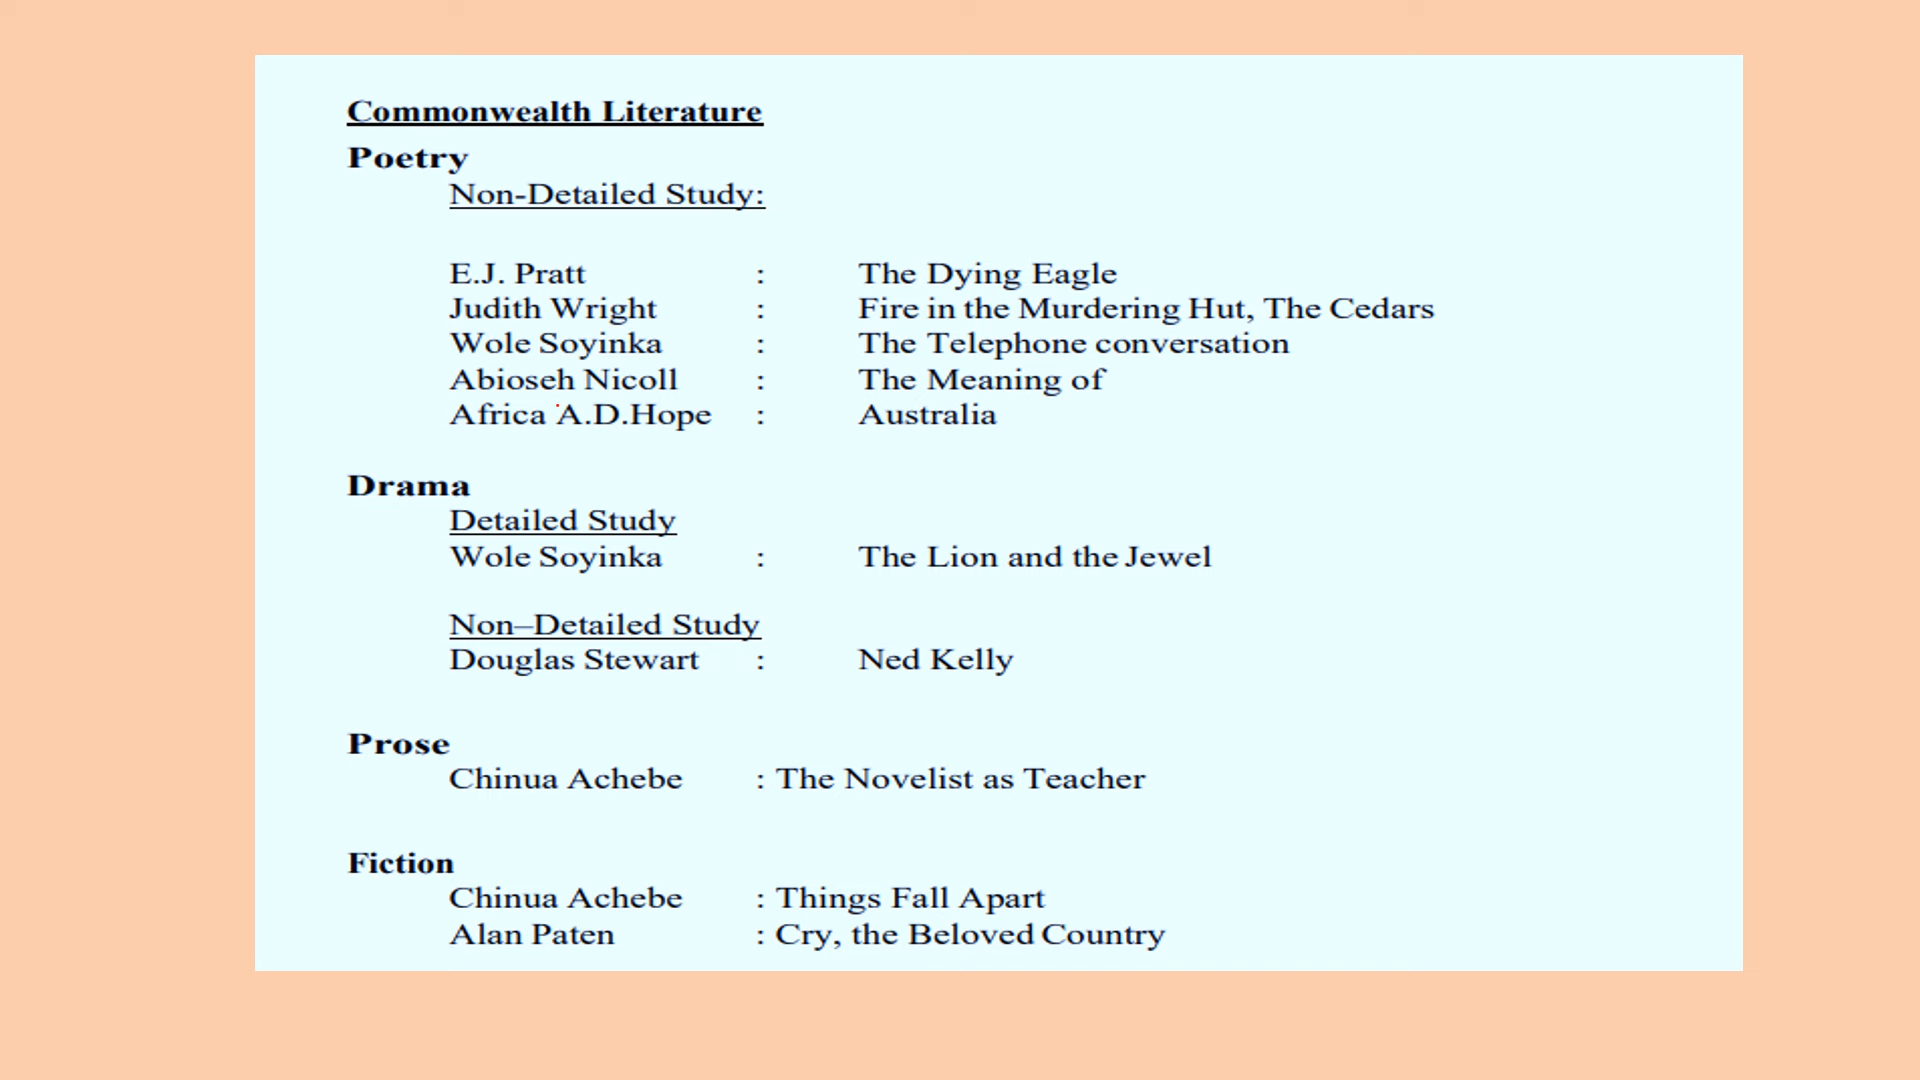 Commonwealth Literature
Poetry
Non-Detailed Study:
E.J. Pratt : The Dying Eagle
Judith Wright : Fire in the Murdering Hut, The Cedars
Wole Soyinka : The Telephone conversation
Abioseh Nicoll : The Meaning of
Africa A.D.Hope : Australia
Drama
Detailed Study
Wole Soyinka : The Lion and the Jewel
Non–Detailed Study
Douglas Stewart : Ned Kelly
Prose
Chinua Achebe : The Novelist as Teacher
Fiction
Chinua Achebe : Things Fall Apart
Alan Paten : Cry, the Beloved Country